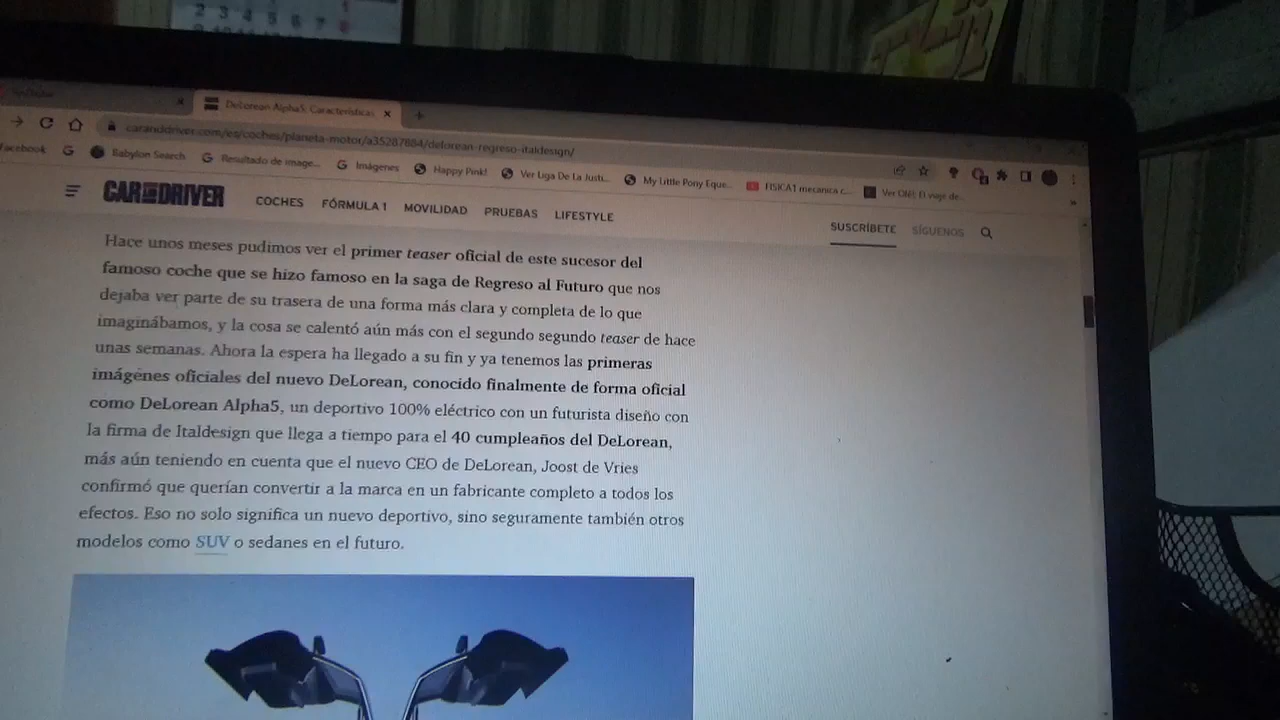 1
2 3 4 5 6 7 8
DeLorean Alpha5: Características
caranddriver.com/es/coches/planeta-motor/a35287884/delorean-regreso-italdesign/
Facebook Babylon Search Resultado de image... Imágenes Happy Pink! Ver Liga De La Justi... My Little Pony Eque... FISICA1 mecanica c... Ver ONE: El viaje de...
CAR AND DRIVER COCHES FÓRMULA 1 MOVILIDAD PRUEBAS LIFESTYLE SUSCRÍBETE SÍGUENOS
Hace unos meses pudimos ver el primer teaser oficial de este sucesor del
famoso coche que se hizo famoso en la saga de Regreso al Futuro que nos
dejaba ver parte de su trasera de una forma más clara y completa de lo que
imaginábamos, y la cosa se calentó aún más con el segundo segundo teaser de hace
unas semanas. Ahora la espera ha llegado a su fin y ya tenemos las primeras
imágenes oficiales del nuevo DeLorean, conocido finalmente de forma oficial
como DeLorean Alpha5, un deportivo 100% eléctrico con un futurista diseño con
la firma de Italdesign que llega a tiempo para el 40 cumpleaños del DeLorean,
más aún teniendo en cuenta que el nuevo CEO de DeLorean, Joost de Vries
confirmó que querían convertir a la marca en un fabricante completo a todos los
efectos. Eso no solo significa un nuevo deportivo, sino seguramente también otros
modelos como SUV o sedanes en el futuro.